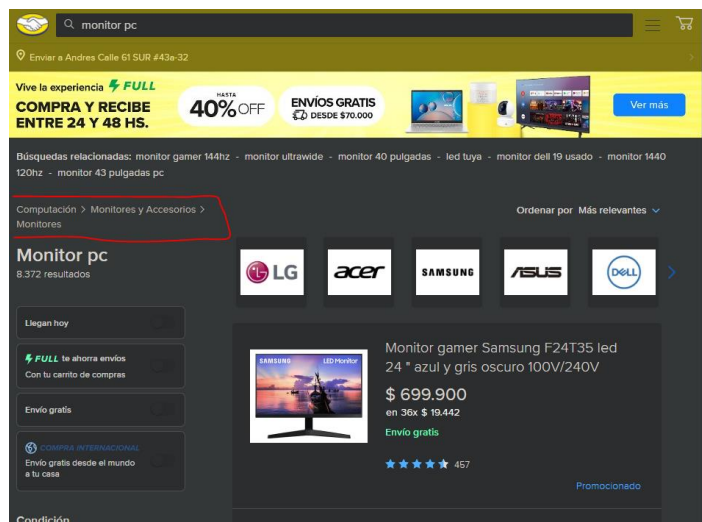 monitor pc
Enviar a Andres Calle 61 SUR #43a-32
Vive la experiencia FULL
COMPRA Y RECIBE
ENTRE 24 Y 48 HS.
HASTA
40% OFF
ENVÍOS GRATIS
DESDE $70.000
Ver más
Búsquedas relacionadas: monitor gamer 144hz - monitor ultrawide - monitor 40 pulgadas - led tuya - monitor dell 19 usado - monitor 1440
120hz - monitor 43 pulgadas pc
Computación > Monitores y Accesorios >
Monitores
Ordenar por Más relevantes
Monitor pc
8.372 resultados
LG
acer
SAMSUNG
ASUS
DELL
Llegan hoy
FULL te ahorra envíos
Con tu carrito de compras
Envío gratis
COMPRA INTERNACIONAL
Envío gratis desde el mundo
a tu casa
Condición
SAMSUNG LED Monitor
Monitor gamer Samsung F24T35 led
24 " azul y gris oscuro 100V/240V
$ 699.900
en 36x $ 19.442
Envío gratis
457
Promocionado